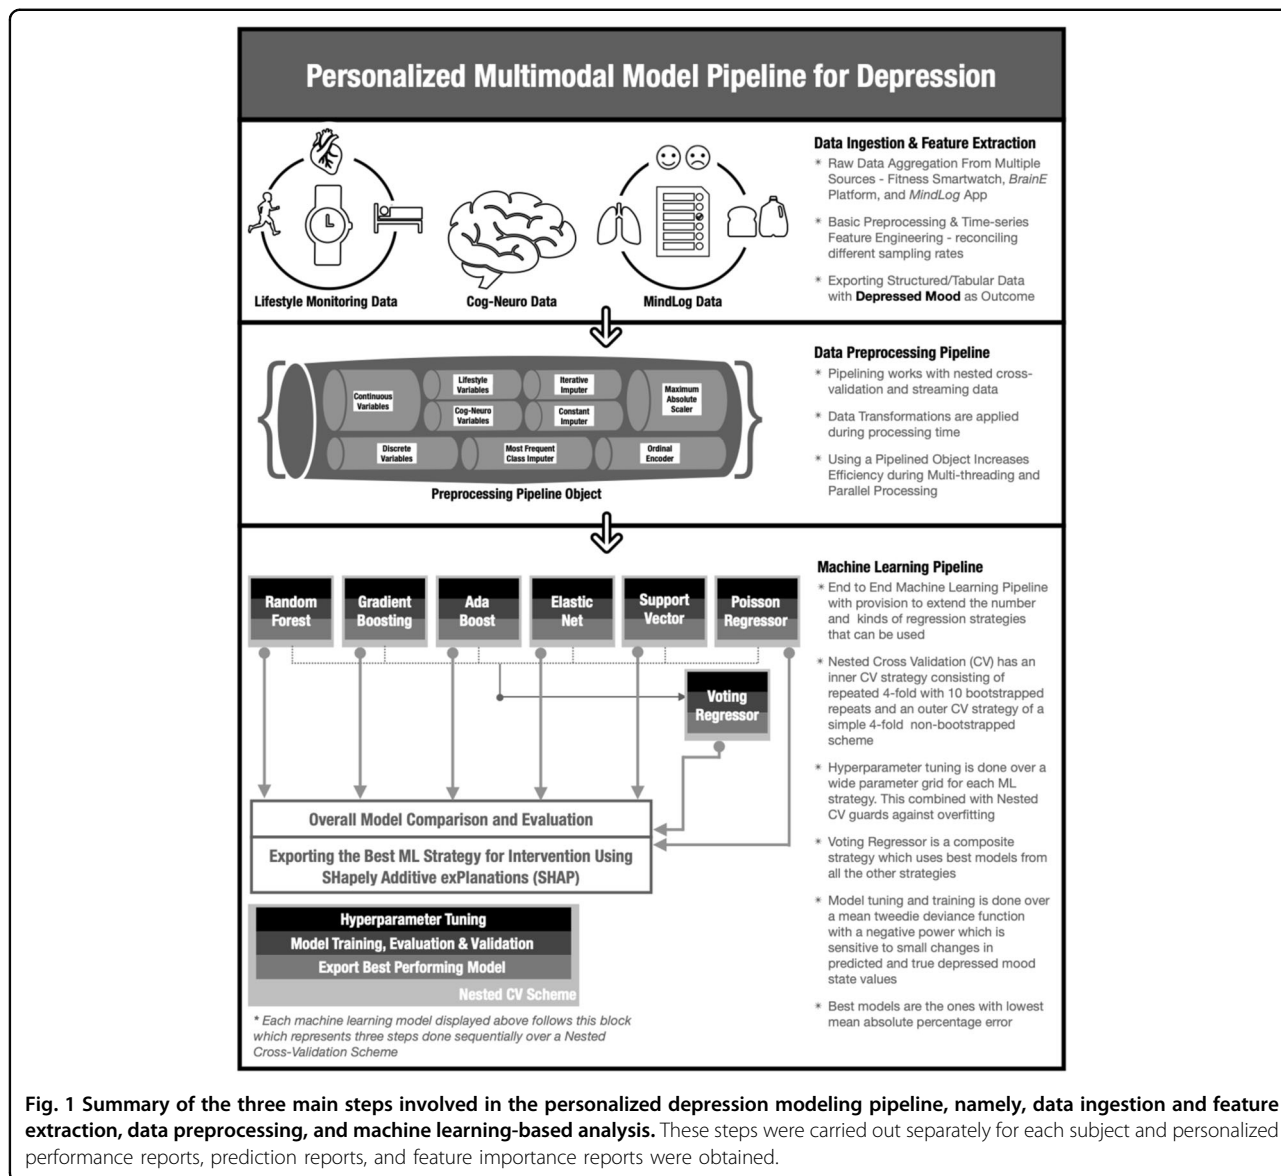 Personalized Multimodal Model Pipeline for Depression
Lifestyle Monitoring Data
Cog-Neuro Data
MindLog Data
Data Ingestion & Feature Extraction
* Raw Data Aggregation From Multiple
Sources - Fitness Smartwatch, BrainE
Platform, and MindLog App
* Basic Preprocessing & Time-series
Feature Engineering - reconciling
different sampling rates
* Exporting Structured/Tabular Data
with Depressed Mood as Outcome
Continuous
Variables
Lifestyle
Variables
Iterative
Imputer
Maximum
Absolute
Scaler
Cog-Neuro
Variables
Constant
Imputer
Discrete
Variables
Most Frequent
Class Imputer
Ordinal
Encoder
Preprocessing Pipeline Object
Data Preprocessing Pipeline
* Pipelining works with nested cross-
validation and streaming data
* Data Transformations are applied
during processing time
* Using a Pipelined Object Increases
Efficiency during Multi-threading and
Parallel Processing
Random
Forest
Gradient
Boosting
Ada
Boost
Elastic
Net
Support
Vector
Poisson
Regressor
Voting
Regressor
Overall Model Comparison and Evaluation
Exporting the Best ML Strategy for Intervention Using
SHapely Additive exPlanations (SHAP)
Hyperparameter Tuning
Model Training, Evaluation & Validation
Export Best Performing Model
Nested CV Scheme
* Each machine learning model displayed above follows this block
which represents three steps done sequentially over a Nested
Cross-Validation Scheme
Machine Learning Pipeline
* End to End Machine Learning Pipeline
with provision to extend the number
and kinds of regression strategies
that can be used
* Nested Cross Validation (CV) has an
inner CV strategy consisting of
repeated 4-fold with 10 bootstrapped
repeats and an outer CV strategy of a
simple 4-fold non-bootstrapped
scheme
* Hyperparameter tuning is done over a
wide parameter grid for each ML
strategy. This combined with Nested
CV guards against overfitting
* Voting Regressor is a composite
strategy which uses best models from
all the other strategies
* Model tuning and training is done over
a mean tweedie deviance function
with a negative power which is
sensitive to small changes in
predicted and true depressed mood
state values
* Best models are the ones with lowest
mean absolute percentage error
Fig. 1 Summary of the three main steps involved in the personalized depression modeling pipeline, namely, data ingestion and feature
extraction, data preprocessing, and machine learning-based analysis. These steps were carried out separately for each subject and personalized
performance reports, prediction reports, and feature importance reports were obtained.